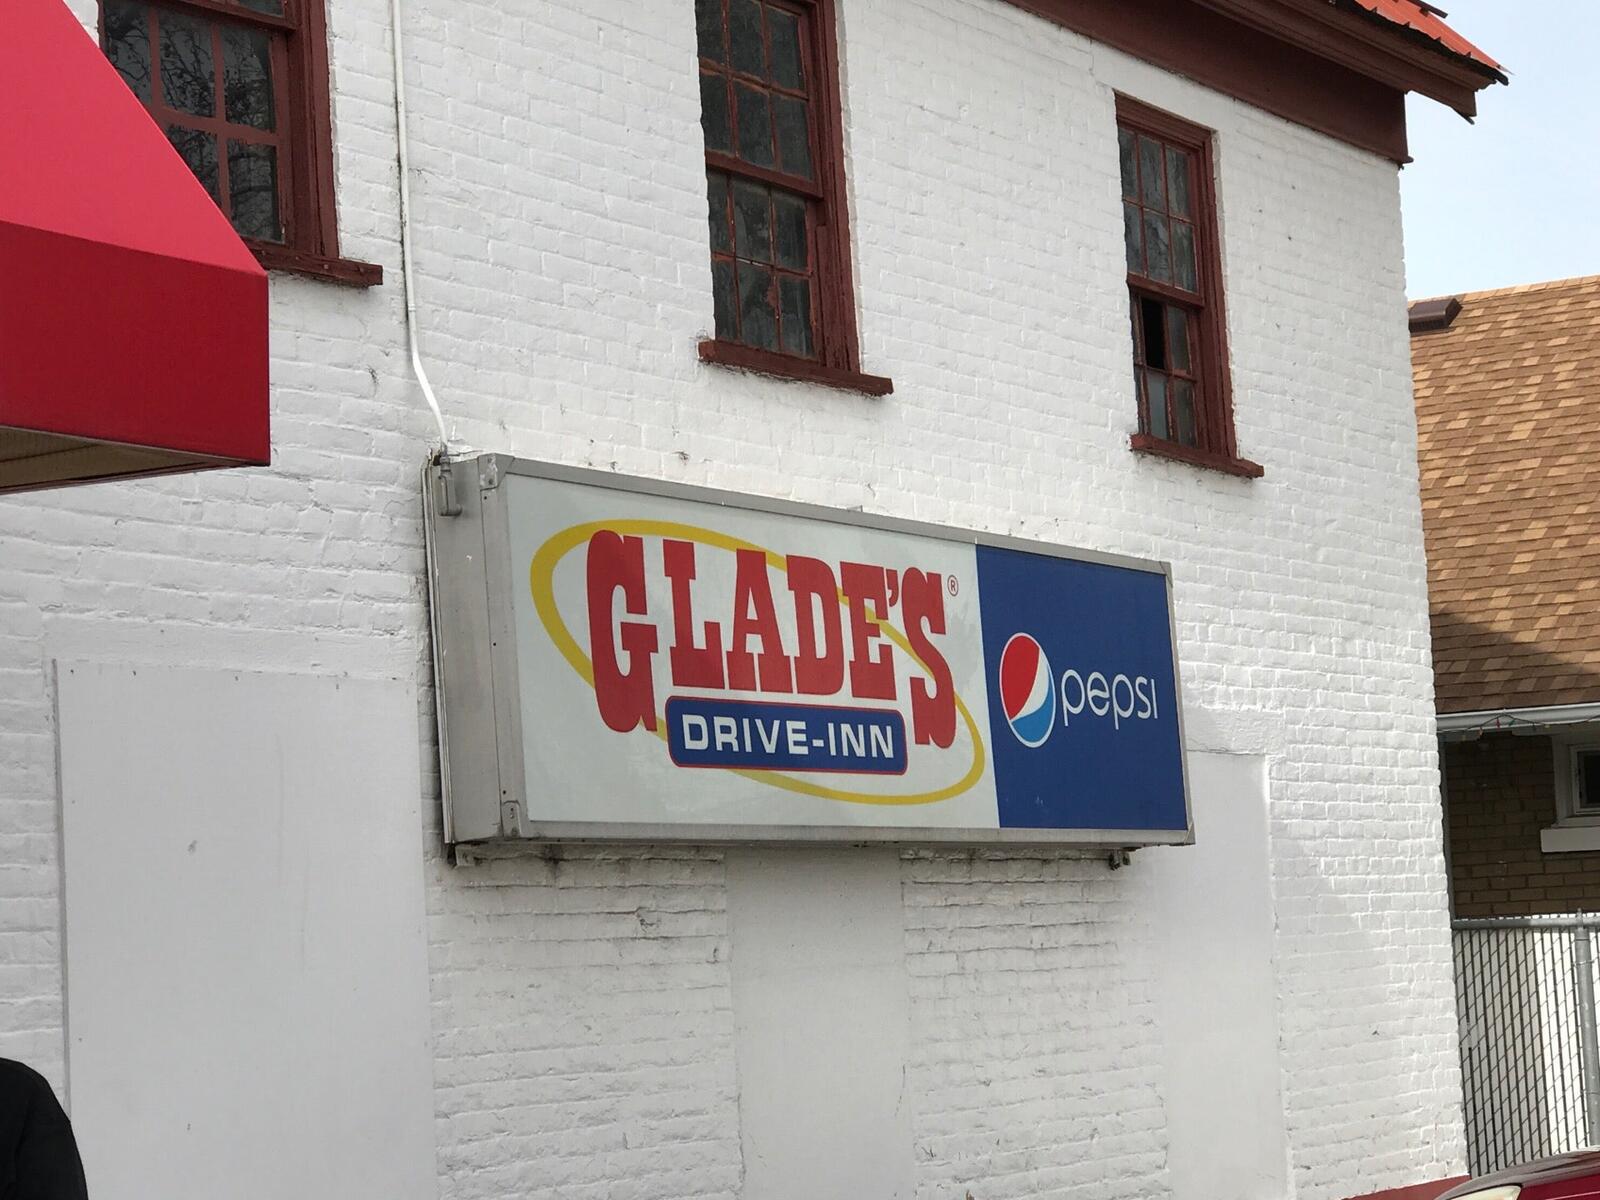 GLADE'S ®
DRIVE-INN
pepsi